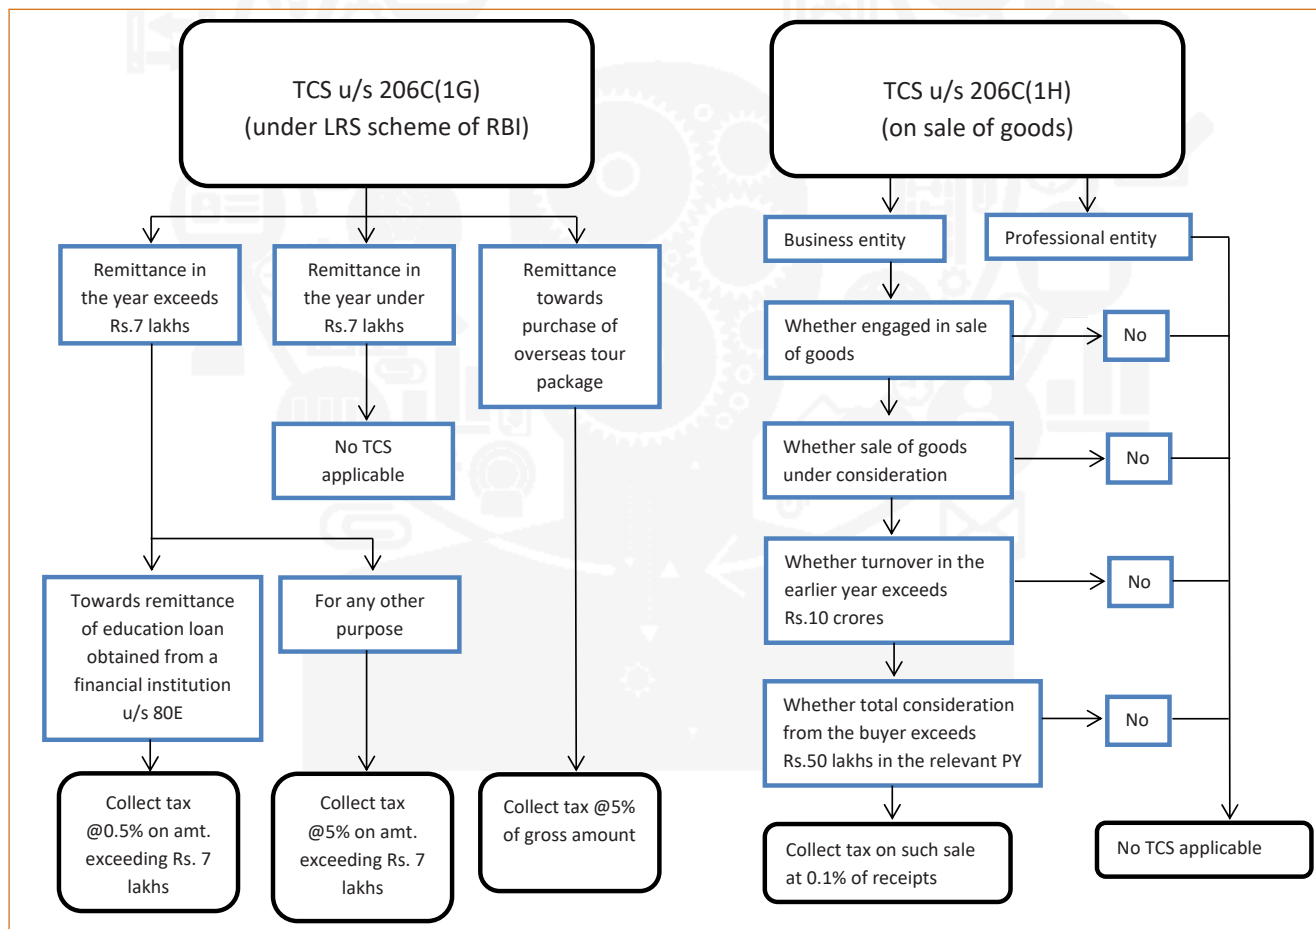 TCS u/s 206C(1G)
(under LRS scheme of RBI)
Remittance in
the year exceeds
Rs.7 lakhs
Remittance in
the year under
Rs.7 lakhs
Remittance
towards
purchase of
overseas tour
package
No TCS
applicable
Towards remittance
of education loan
obtained from a
financial institution
u/s 80E
For any other
purpose
Collect tax
@0.5% on amt.
exceeding Rs. 7
lakhs
Collect tax
@5% on amt.
exceeding Rs. 7
lakhs
Collect tax @5%
of gross amount
TCS u/s 206C(1H)
(on sale of goods)
Business entity
Professional entity
Whether engaged in sale
of goods
No
Whether sale of goods
under consideration
No
Whether turnover in the
earlier year exceeds
Rs.10 crores
No
Whether total consideration
from the buyer exceeds
Rs.50 lakhs in the relevant PY
No
Collect tax on such sale
at 0.1% of receipts
No TCS applicable